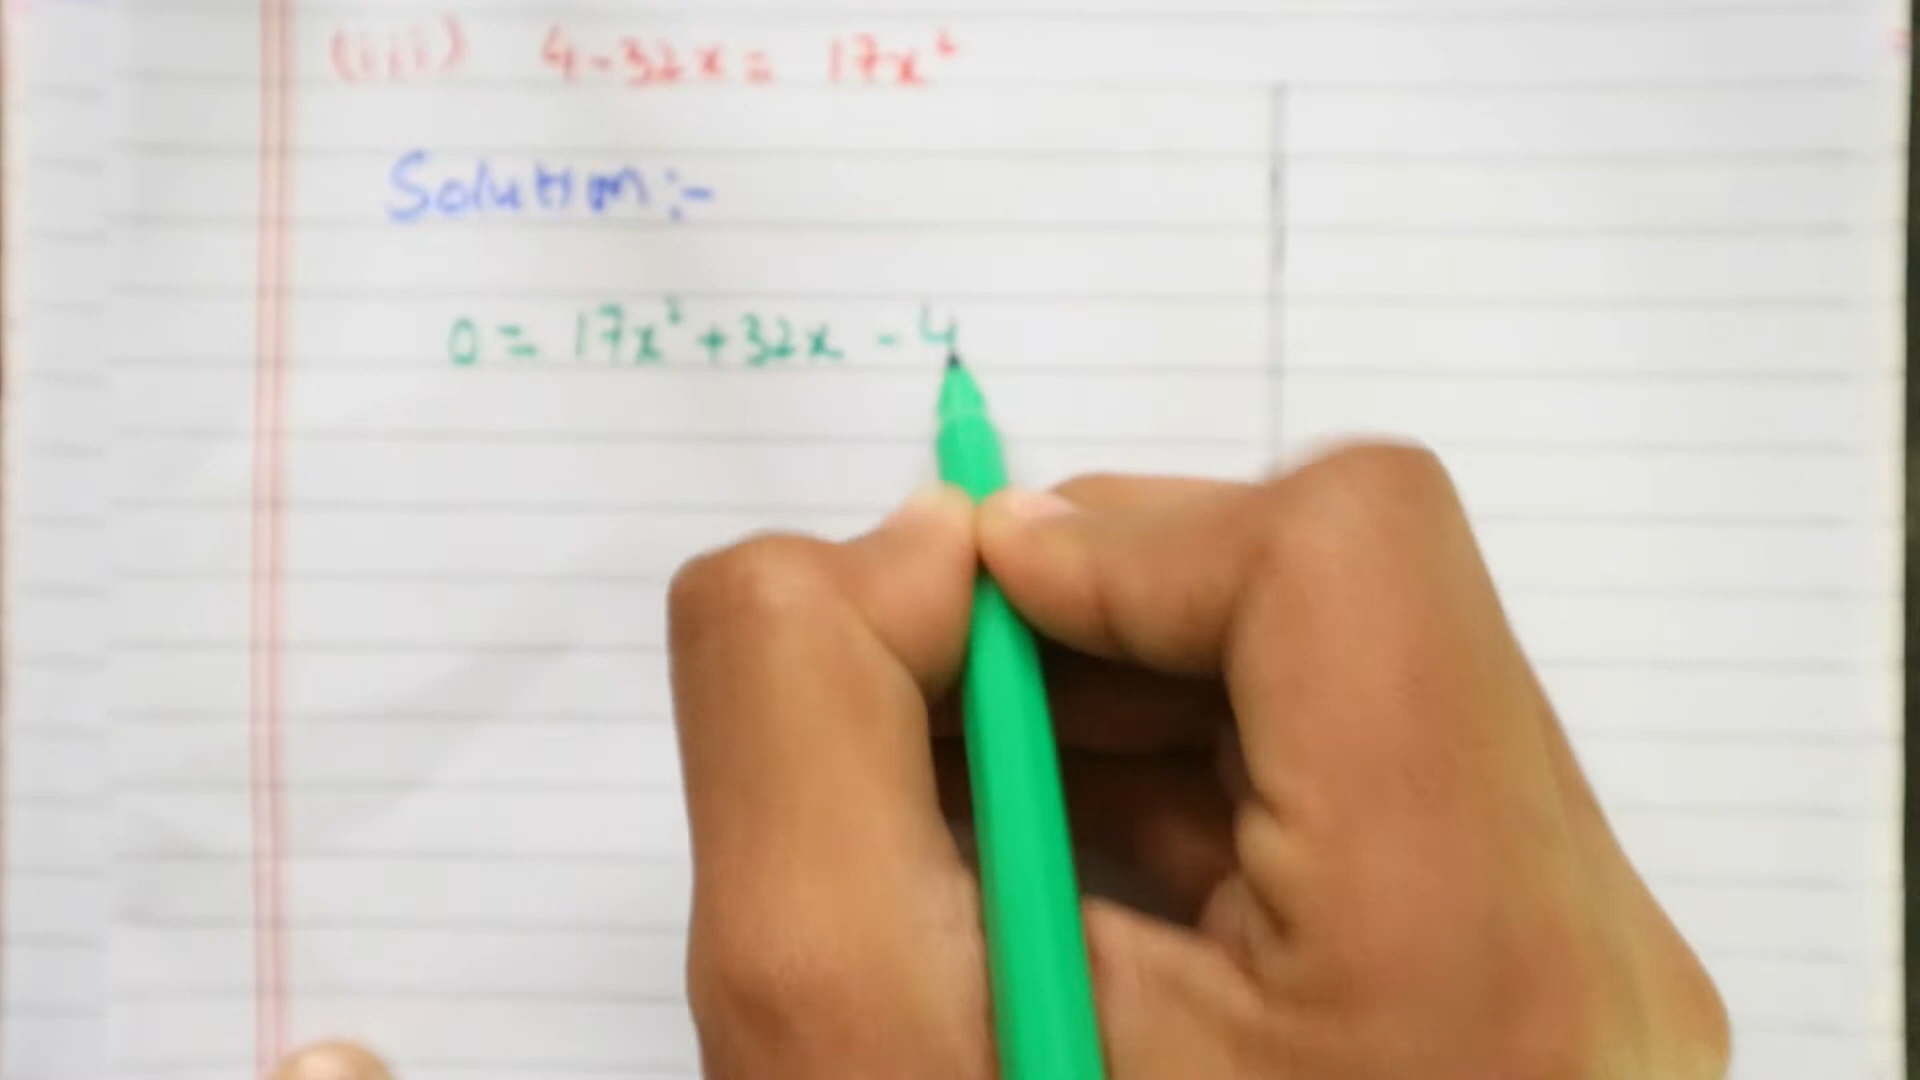 (iii) 4-32x = 17x²
Solution:-
0 = 17x² + 32x - 4